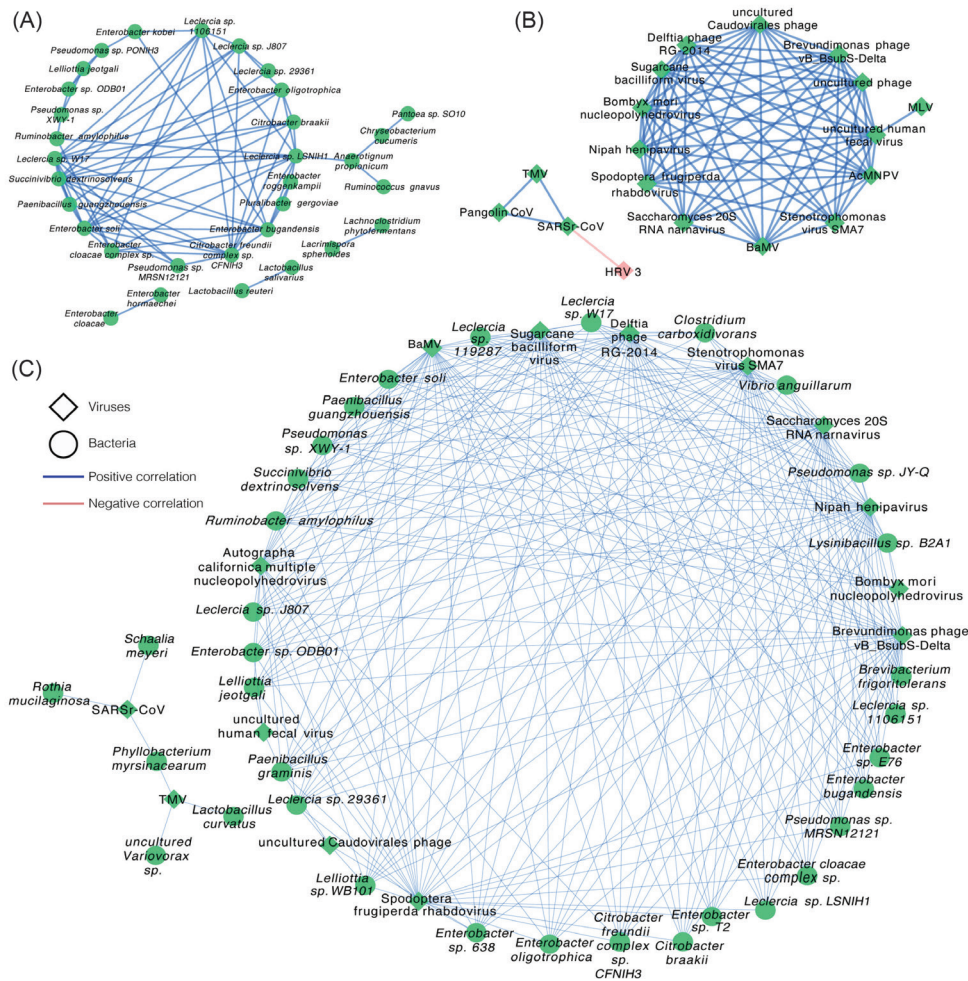 (A)
Leclercia sp.
1106151
Enterobacter kobei
Leclercia sp. J807
Pseudomonas sp. PONIH3
Lelliottia jeotgali
Leclercia sp. 29361
Enterobacter sp. ODB01
Enterobacter oligotrophica
Pseudomonas sp.
XWY-1
Citrobacter braakii
Ruminobacter amylophilus
Leclercia sp. W17
Leclercia sp. LSNIH1
Succinivibrio dextrinosolvens
Enterobacter
roggenkampii
Paenibacillus guangzhouensis
Pluralibacter gergoviae
Enterobacter soli
Enterobacter bugandensis
Enterobacter
cloacae complex sp.
Citrobacter freundii
complex sp.
CFNIH3
Pseudomonas sp.
MRSN12121
Pantoea sp. SO10
Chryseobacterium
cucumeris
Anaerotignum
propionicum
Ruminococcus gnavus
Lachnoclostridium
phytofermentans
Lacrimispora
sphenoides
Lactobacillus
salivarius
Lactobacillus reuteri
Enterobacter
hormaechei
Enterobacter
cloacae
(B)
uncultured
Caudovirales phage
Delftia phage
RG-2014
Brevundimonas phage
vB_BsubS-Delta
Sugarcane
bacilliform virus
uncultured phage
Bombyx mori
nucleopolyhedrovirus
MLV
uncultured human
fecal virus
Nipah henipavirus
AcMNPV
Spodoptera frugiperda
rhabdovirus
Saccharomyces 20S
RNA narnavirus
Stenotrophomonas
virus SMA7
BaMV
TMV
Pangolin CoV
SARSr-CoV
HRV 3
(C)
Viruses
Bacteria
Positive correlation
Negative correlation
Leclercia
sp. W17
Leclercia
sp.
119287
Sugarcane
bacilliform
virus
Delftia
phage
RG-2014
Clostridium
carboxidivorans
BaMV
Stenotrophomonas
virus SMA7
Enterobacter soli
Vibrio anguillarum
Paenibacillus
guangzhouensis
Saccharomyces 20S
RNA narnavirus
Pseudomonas
sp. XWY-1
Pseudomonas sp. JY-Q
Succinivibrio
dextrinosolvens
Nipah henipavirus
Ruminobacter amylophilus
Lysinibacillus sp. B2A1
Autographa
californica multiple
nucleopolyhedrovirus
Bombyx mori
nucleopolyhedrovirus
Leclercia sp. J807
Brevundimonas phage
vB_BsubS-Delta
Enterobacter sp. ODB01
Brevibacterium
frigoritolerans
Lelliottia
jeotgali
Leclercia sp.
1106151
uncultured
human fecal virus
Enterobacter
sp. E76
Paenibacillus
graminis
Enterobacter
bugandensis
Leclercia sp. 29361
Pseudomonas sp.
MRSN12121
uncultured Caudovirales phage
Enterobacter cloacae
complex sp.
Lelliottia
sp. WB101
Leclercia sp. LSNIH1
Spodoptera
frugiperda rhabdovirus
Enterobacter
sp. T2
Enterobacter
sp. 638
Enterobacter
oligotrophica
Citrobacter
freundii
complex
sp.
CFNIH3
Citrobacter
braakii
Schaalia
meyeri
Rothia
mucilaginosa
SARSr-CoV
Phyllobacterium
myrsinacearum
TMV
Lactobacillus
curvatus
uncultured
Variovorax
sp.